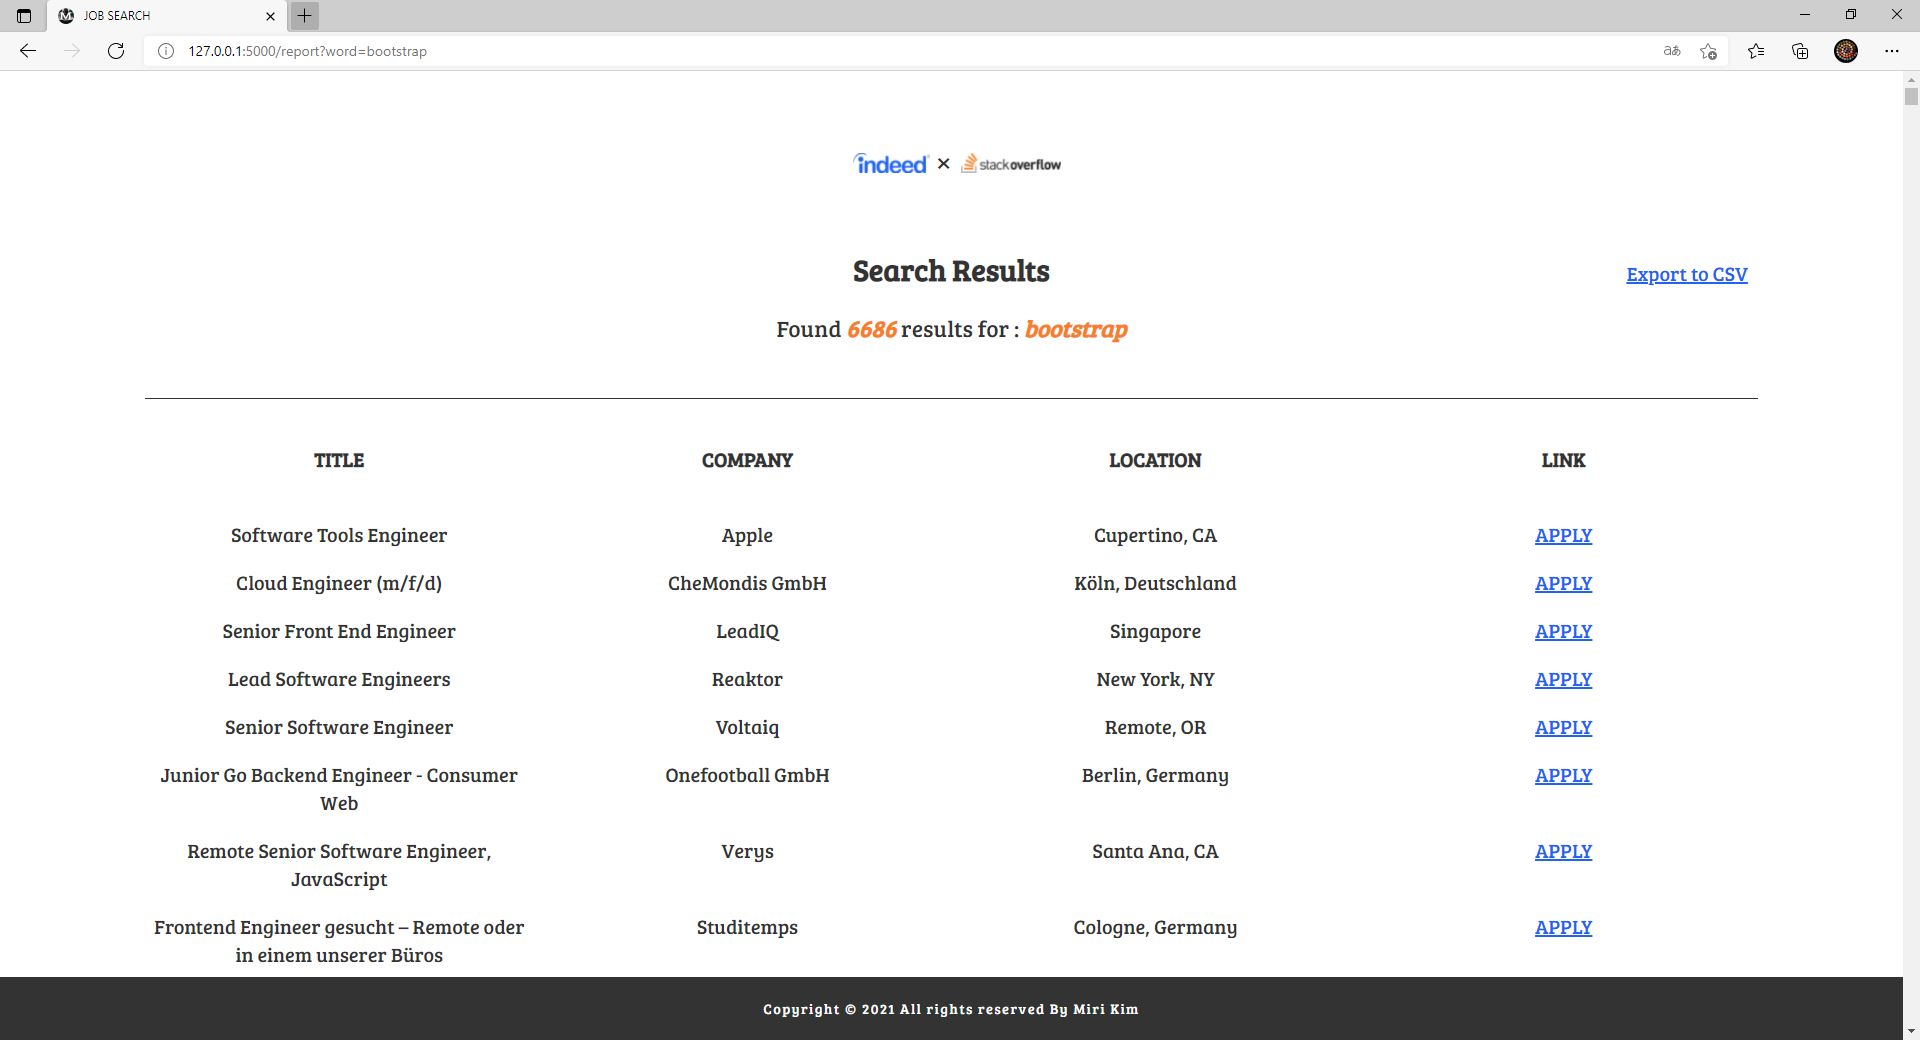 JOB SEARCH
127.0.0.1:5000/report?word=bootstrap
indeed × stackoverflow
Search Results
Export to CSV
Found 6686 results for : bootstrap
TITLE COMPANY LOCATION LINK
Software Tools Engineer Apple Cupertino, CA APPLY
Cloud Engineer (m/f/d) CheMondis GmbH Köln, Deutschland APPLY
Senior Front End Engineer LeadIQ Singapore APPLY
Lead Software Engineers Reaktor New York, NY APPLY
Senior Software Engineer Voltaiq Remote, OR APPLY
Junior Go Backend Engineer - Consumer Onefootball GmbH Berlin, Germany APPLY
Web
Remote Senior Software Engineer, Verys Santa Ana, CA APPLY
JavaScript
Frontend Engineer gesucht – Remote oder Studitemps Cologne, Germany APPLY
in einem unserer Büros
Copyright © 2021 All rights reserved By Miri Kim